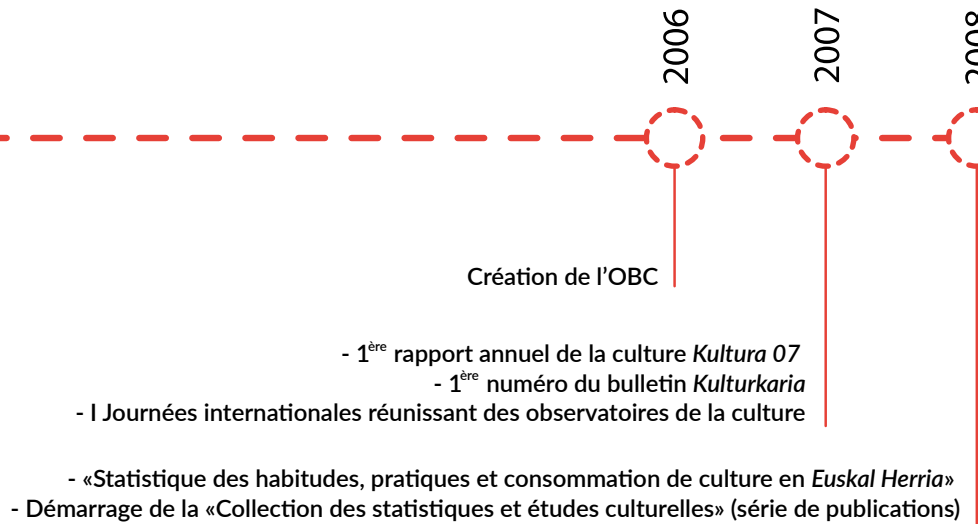 2006
2007
2008
Création de l’OBC
- 1ère rapport annuel de la culture Kultura 07
- 1ère numéro du bulletin Kulturkaria
- I Journées internationales réunissant des observatoires de la culture
- «Statistique des habitudes, pratiques et consommation de culture en Euskal Herria»
- Démarrage de la «Collection des statistiques et études culturelles» (série de publications)